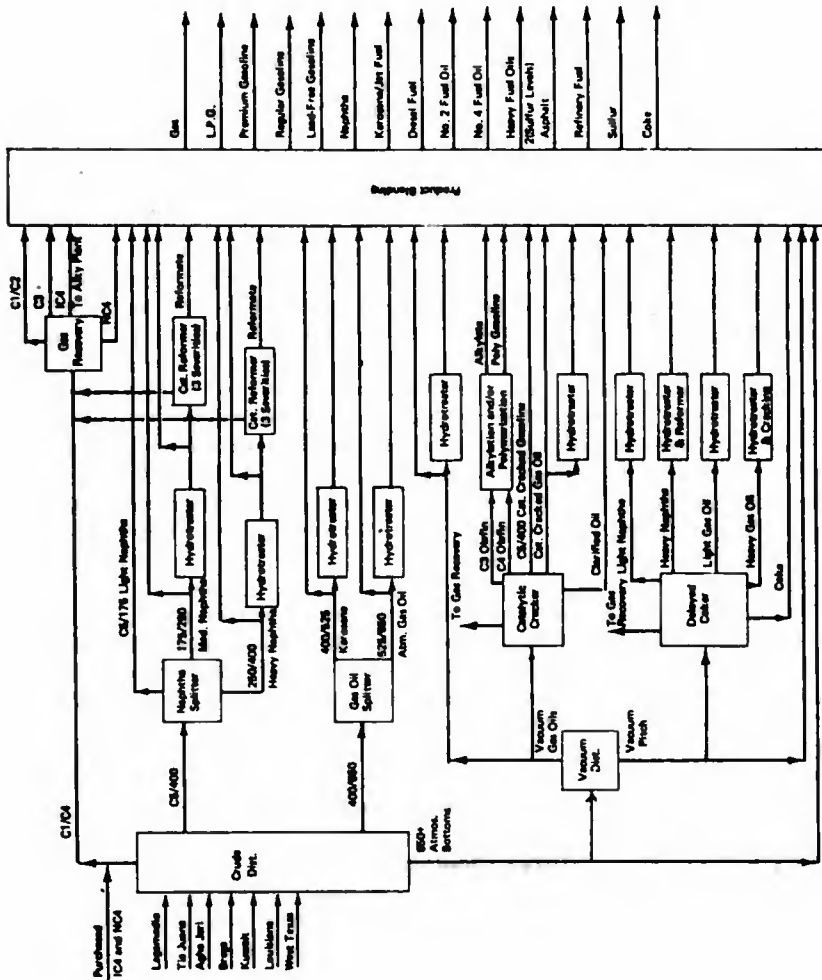 Purchased
IC4 and NC4
Lagomedio
Tia Juana
Agha Jari
Brega
Kuwait
Louisiana
West Texas
Crude
Dist.
C1/C4
C5/400
400/650
650+
Atmos.
Bottoms
Naphtha
Splitter
C5/175 Light Naphtha
175/250
Med. Naphtha
250/400
Heavy Naphtha
Hydrotreater
Hydrotreater
Cat. Reformer
(3 Severities)
Cat. Reformer
(3 Severities)
Reformate
Reformate
Gas
Recovery
C1/C2
C3
IC4
To Alky Plant
NC4
Gas Oil
Splitter
400/525
Kerosene
525/650
Atm. Gas Oil
Hydrotreater
Hydrotreater
Vacuum
Dist.
Vacuum
Gas Oils
Vacuum
Pitch
Hydrotreater
To Gas Recovery
Catalytic
Cracker
C3 Olefin
C4 Olefin
Alkylation and/or
Polymerization
Alkylate
Poly Gasoline
C5/400 Cat. Cracked Gasoline
Cat. Cracked Gas Oil
Hydrotreater
Clarified Oil
To Gas
Recovery
Delayed
Coker
Light Naphtha
Heavy Naphtha
Light Gas Oil
Heavy Gas Oil
Coke
Hydrotreater
Hydrotreater
& Reformer
Hydrotreater
Hydrotreater
& Cracking
Product Blending
Gas
L.P.G.
Premium Gasoline
Regular Gasoline
Lead-Free Gasoline
Naphtha
Kerosene/Jet Fuel
Diesel Fuel
No. 2 Fuel Oil
No. 4 Fuel Oil
Heavy Fuel Oils
2(Sulfur Levels)
Asphalt
Refinery Fuel
Sulfur
Coke